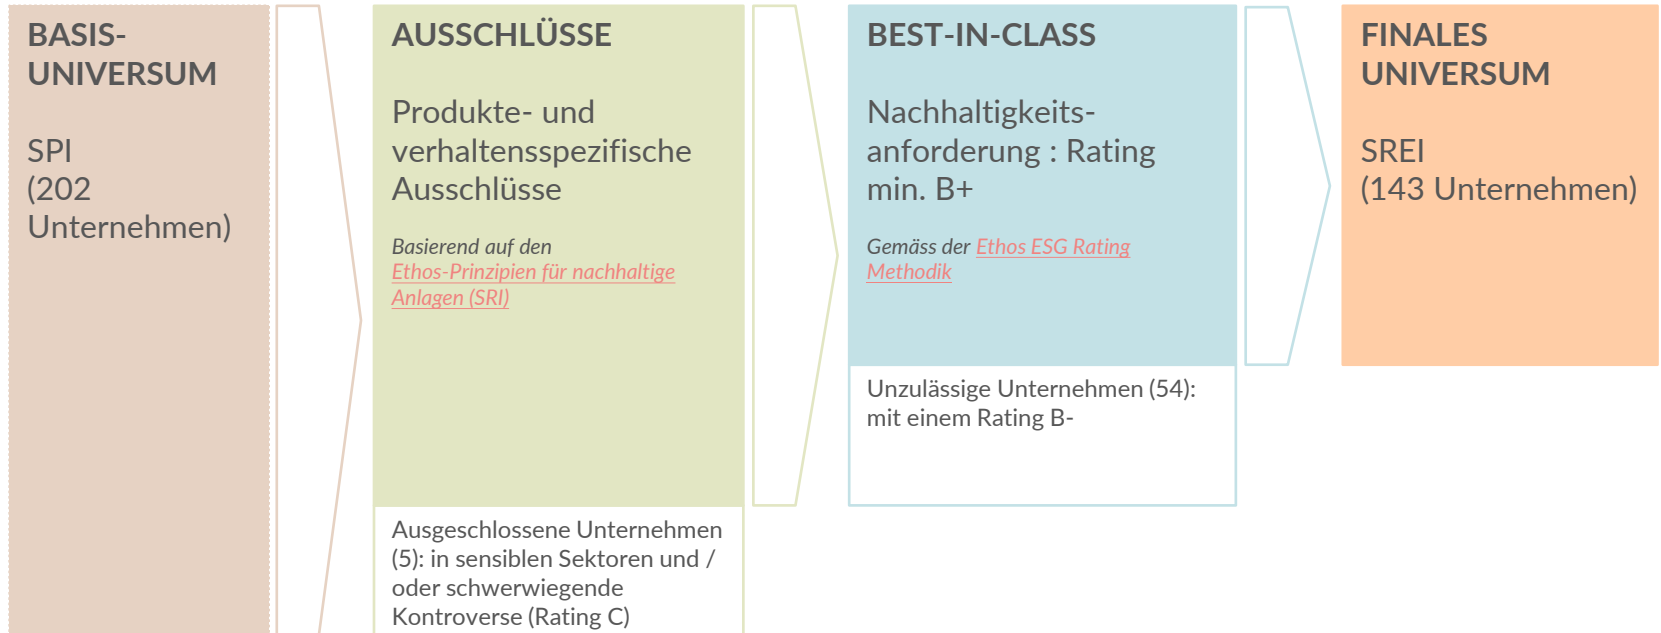 BASIS-
UNIVERSUM
SPI
(202
Unternehmen)
AUSSCHLÜSSE
Produkte- und
verhaltensspezifische
Ausschlüsse
Basierend auf den
Ethos-Prinzipien für nachhaltige
Anlagen (SRI)
Ausgeschlossene Unternehmen
(5): in sensiblen Sektoren und /
oder schwerwiegende
Kontroverse (Rating C)
BEST-IN-CLASS
Nachhaltigkeits-
anforderung : Rating
min. B+
Gemäss der Ethos ESG Rating
Methodik
Unzulässige Unternehmen (54):
mit einem Rating B-
FINALES
UNIVERSUM
SREI
(143 Unternehmen)